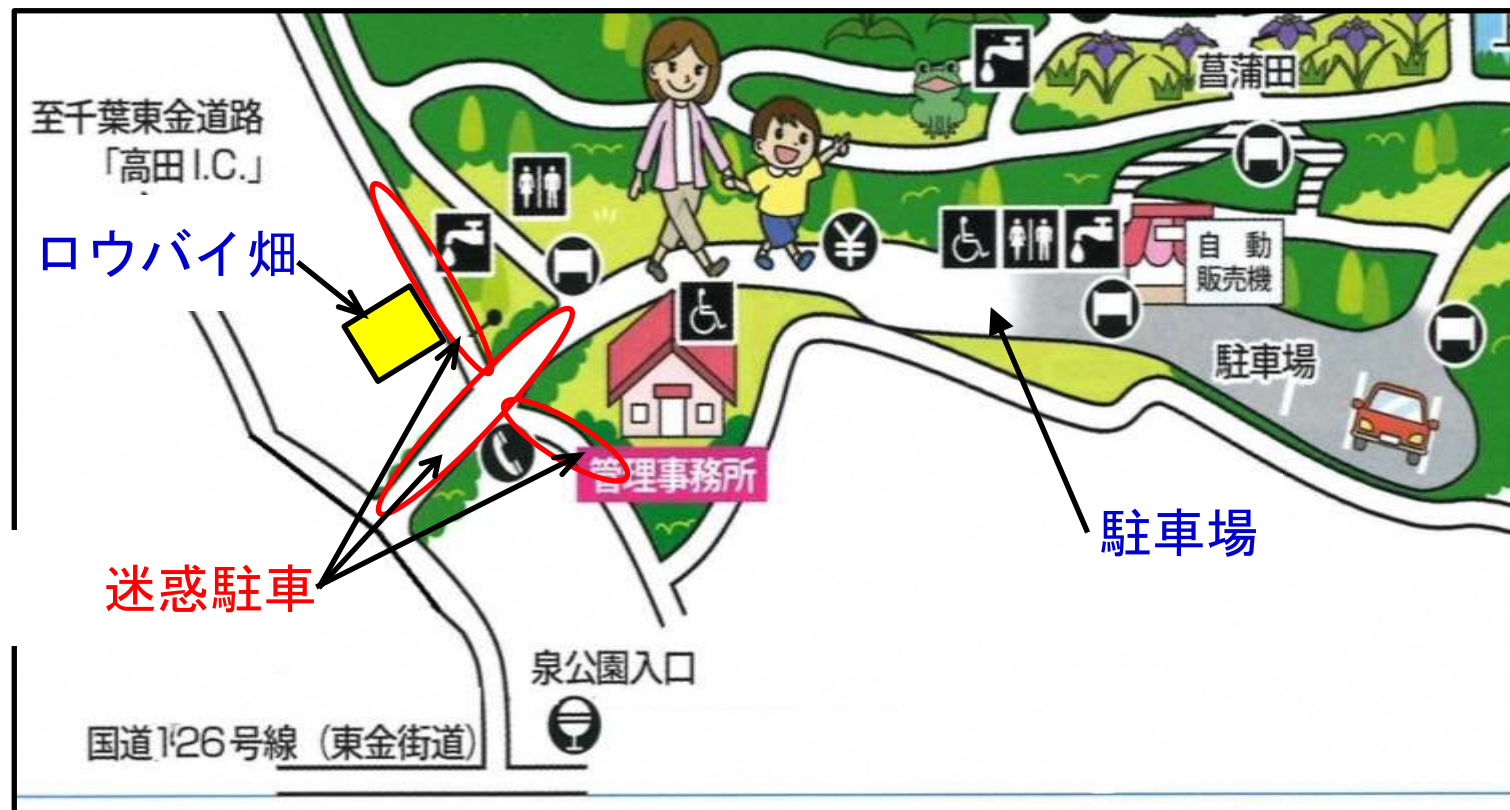 至千葉東金道路
「高田I.C.」
ロウバイ畑
菖蒲田
¥
自動
販売機
駐車場
管理事務所
駐車場
迷惑駐車
泉公園入口
国道126号線（東金街道）